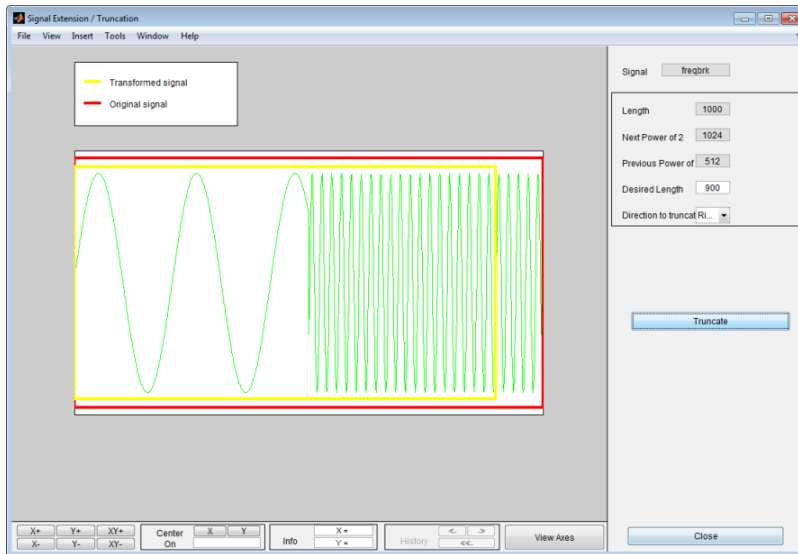 Signal Extension / Truncation
File View Insert Tools Window Help
Transformed signal
Original signal
Signal freqbrk
Length 1000
Next Power of 2 1024
Previous Power of 512
Desired Length 900
Direction to truncat Ri...
Truncate
X+ Y+ XY+
X- Y- XY-
Center On
X Y
Info
X =
Y =
History
<- ->
<<-
View Axes
Close